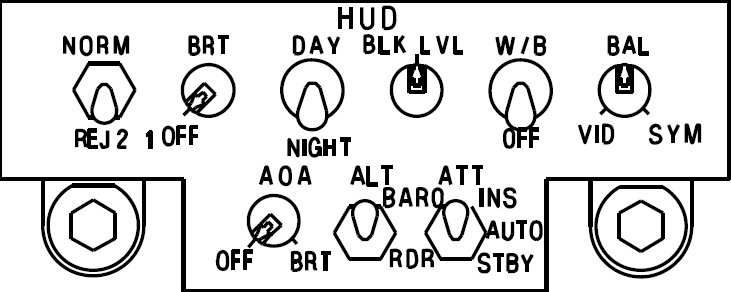 HUD
NORM BRT DAY BLK LVL W/B BAL
REJ 2 1 OFF NIGHT OFF VID SYM
AOA ALT BARO ATT INS
AUTO
OFF BRT RDR STBY